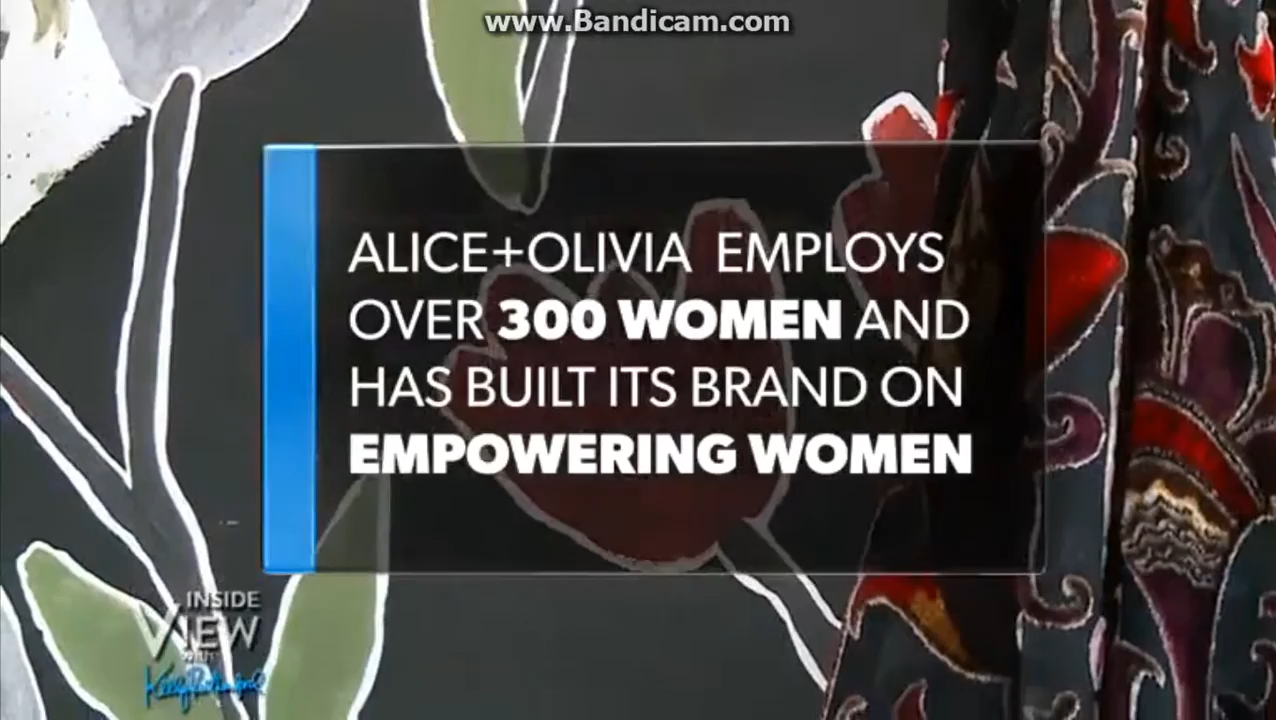 www.Bandicam.com
ALICE+OLIVIA EMPLOYS
OVER 300 WOMEN AND
HAS BUILT ITS BRAND ON
EMPOWERING WOMEN
INSIDE
VIEW
WITH